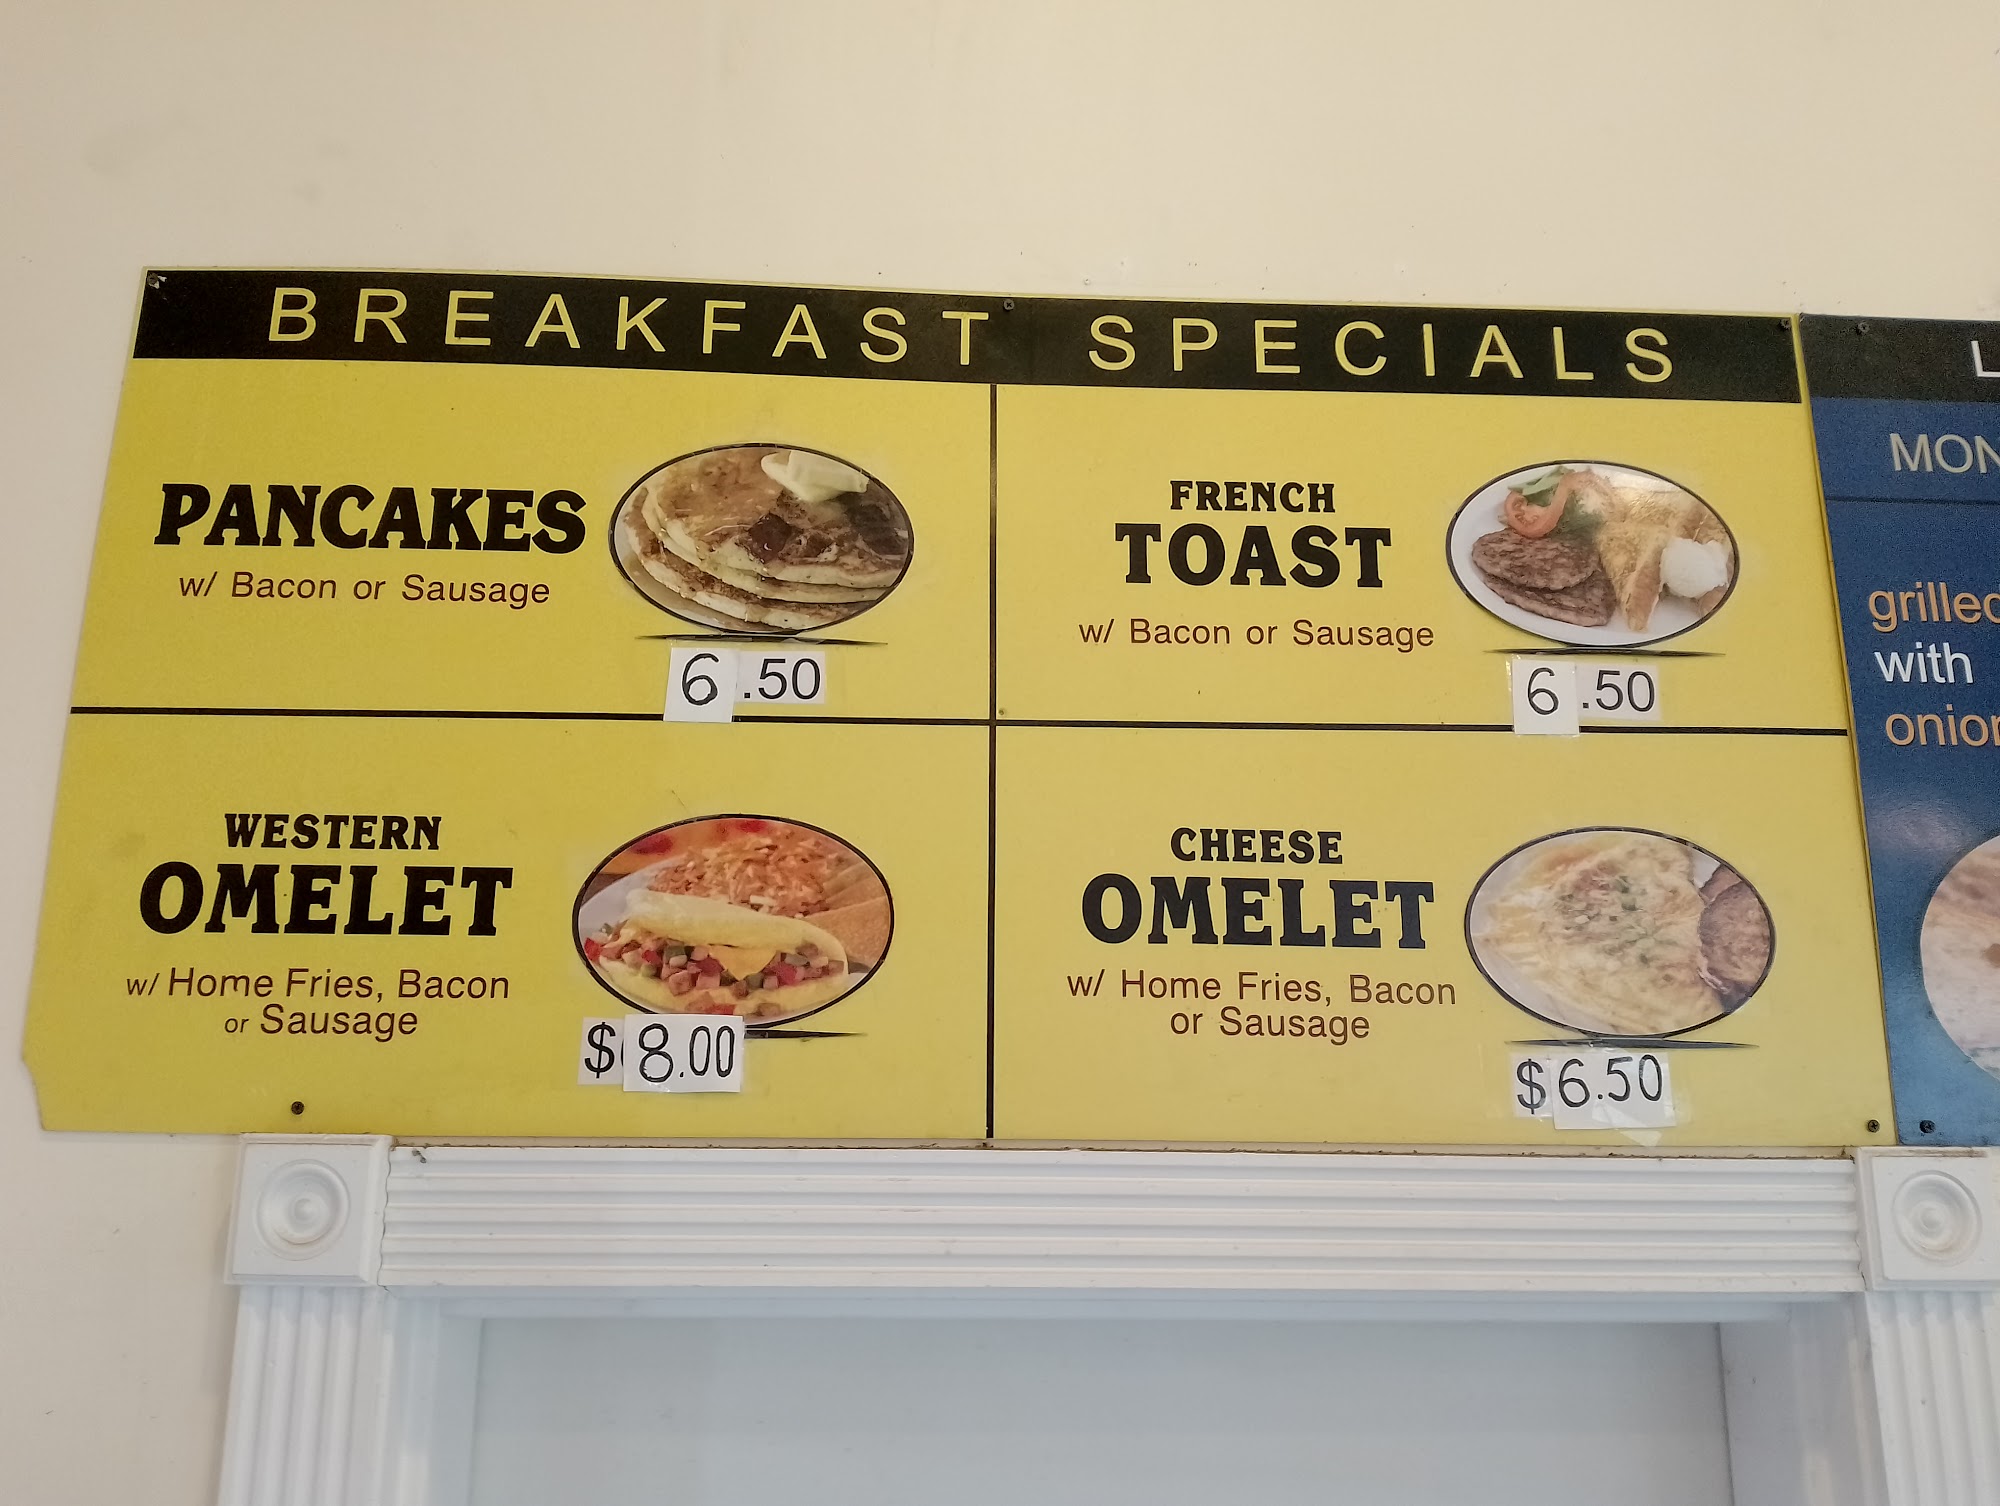 BREAKFAST SPECIALS
PANCAKES
w/ Bacon or Sausage
6.50
FRENCH
TOAST
w/ Bacon or Sausage
6.50
WESTERN
OMELET
w/ Home Fries, Bacon
or Sausage
$8.00
CHEESE
OMELET
w/ Home Fries, Bacon
or Sausage
$6.50
L
MON
grilled
with
onion